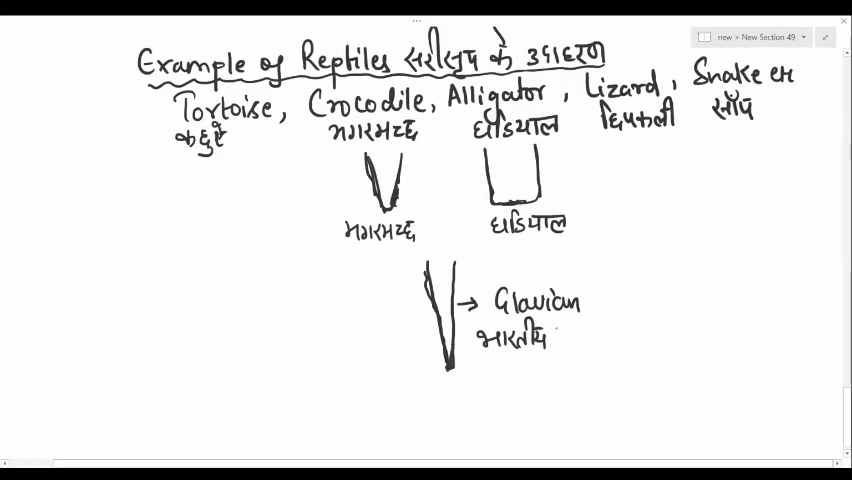 new > New Section 49
Example of Reptiles सरीसृप के उदाहरण
Tortoise, Crocodile, Alligator, Lizard, Snake etc
कछुए मगरमच्छ घडियाल छिपकली साँप
मगरमच्छ घडियाल
→ Glavian
भारतीय